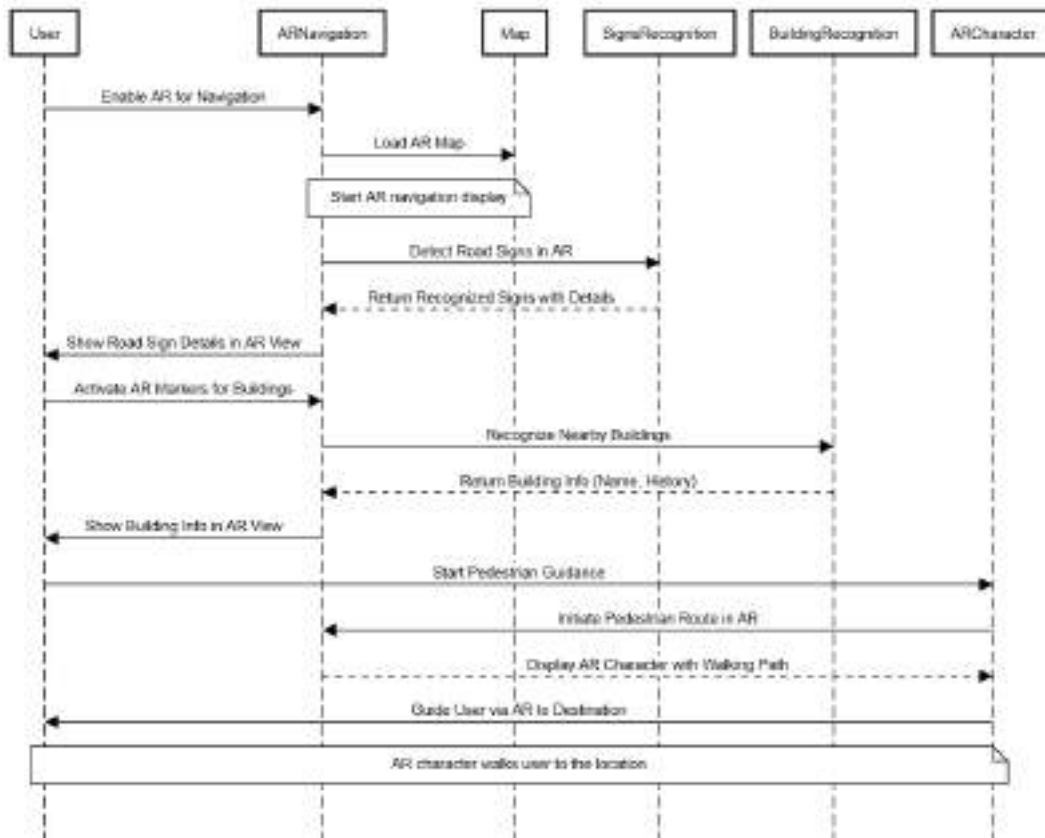 User
ARNavigation
Map
SignsRecognition
BuildingRecognition
ARCharacter
Enable AR for Navigation
Load AR Map
Start AR navigation display
Detect Road Signs in AR
Return Recognized Signs with Details
Show Road Sign Details in AR View
Activate AR Markers for Buildings
Recognize Nearby Buildings
Return Building Info (Name, History)
Show Building Info in AR View
Start Pedestrian Guidance
Initiate Pedestrian Route in AR
Display AR Character with Walking Path
Guide User via AR to Destination
AR character walks user to the location